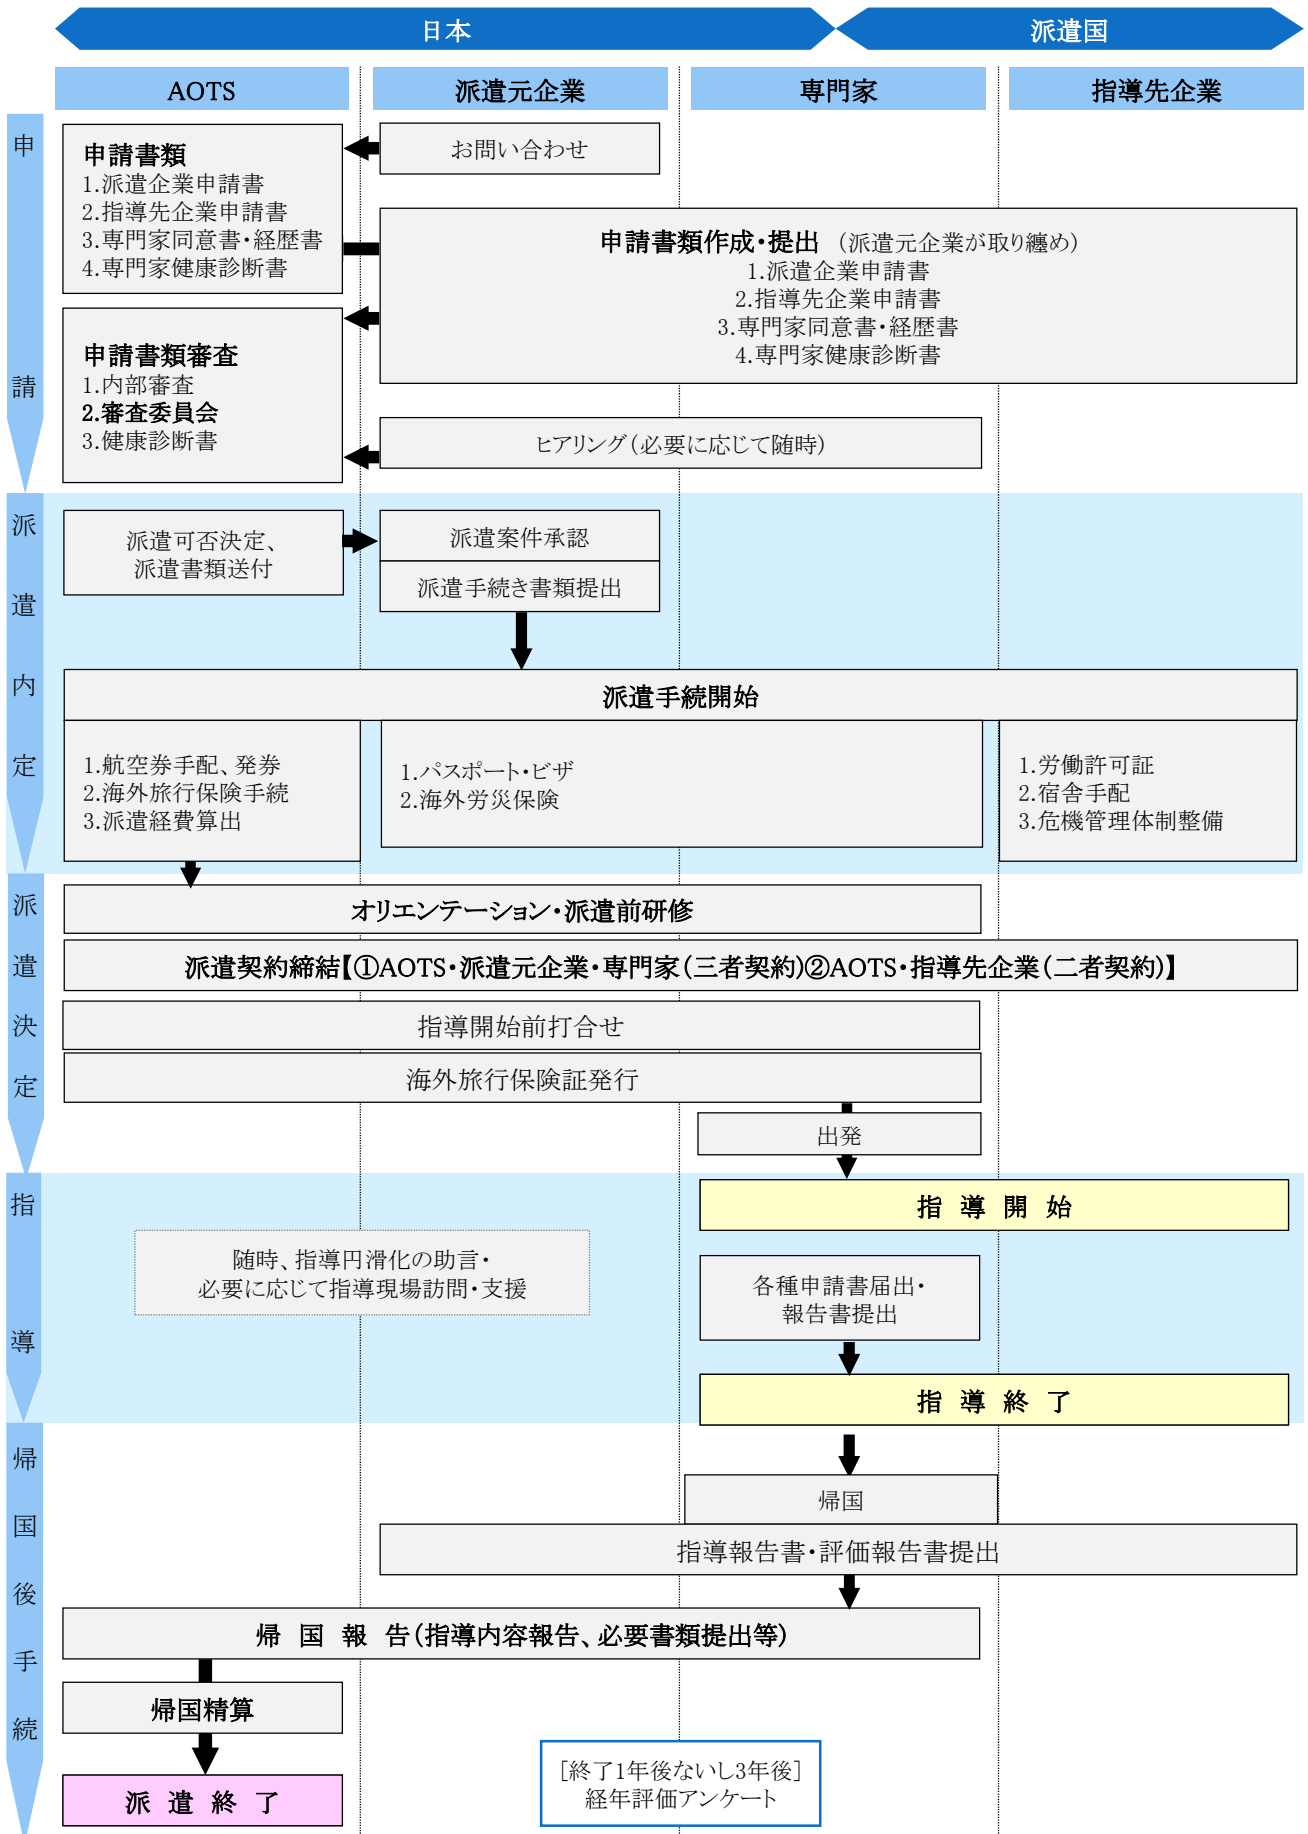 日本
派遣国
AOTS
派遣元企業
専門家
指導先企業
申
請
申請書類
1.派遣企業申請書
2.指導先企業申請書
3.専門家同意書・経歴書
4.専門家健康診断書
お問い合わせ
申請書類作成・提出 （派遣元企業が取り纏め）
1.派遣企業申請書
2.指導先企業申請書
3.専門家同意書・経歴書
4.専門家健康診断書
申請書類審査
1.内部審査
2.審査委員会
3.健康診断書
ヒアリング（必要に応じて随時）
派
遣
内
定
派遣可否決定、
派遣書類送付
派遣案件承認
派遣手続き書類提出
派遣手続開始
1.航空券手配、発券
2.海外旅行保険手続
3.派遣経費算出
1.パスポート・ビザ
2.海外労災保険
1.労働許可証
2.宿舎手配
3.危機管理体制整備
派
遣
決
定
オリエンテーション・派遣前研修
派遣契約締結【①AOTS・派遣元企業・専門家（三者契約）②AOTS・指導先企業（二者契約）】
指導開始前打合せ
海外旅行保険証発行
出発
指
導
指 導 開 始
随時、指導円滑化の助言・
必要に応じて指導現場訪問・支援
各種申請書届出・
報告書提出
指 導 終 了
帰
国
後
手
続
帰国
指導報告書・評価報告書提出
帰 国 報 告（指導内容報告、必要書類提出等）
帰国精算
派 遣 終 了
［終了1年後ないし3年後］
経年評価アンケート